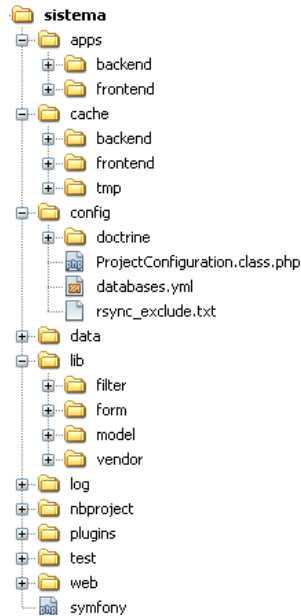 sistema
apps
backend
frontend
cache
backend
frontend
tmp
config
doctrine
ProjectConfiguration.class.php
databases.yml
rsync_exclude.txt
data
lib
filter
form
model
vendor
log
nbproject
plugins
test
web
symfony